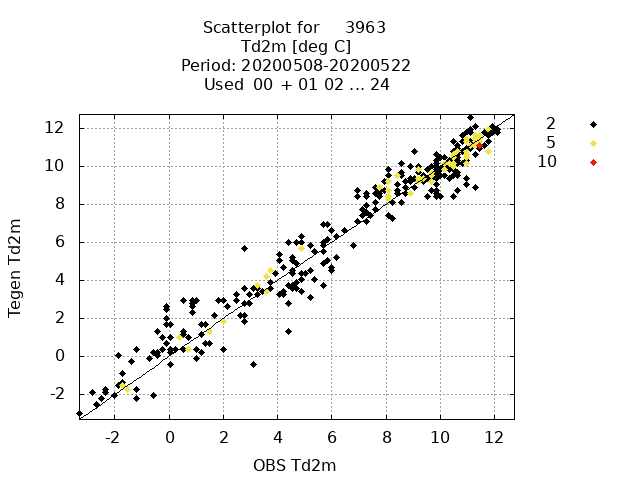 Scatterplot for 3963
Td2m [deg C]
Period: 20200508-20200522
Used 00 + 01 02 ... 24
2
5
10
12
10
8
6
4
2
0
-2
Tegen Td2m
-2 0 2 4 6 8 10 12
OBS Td2m